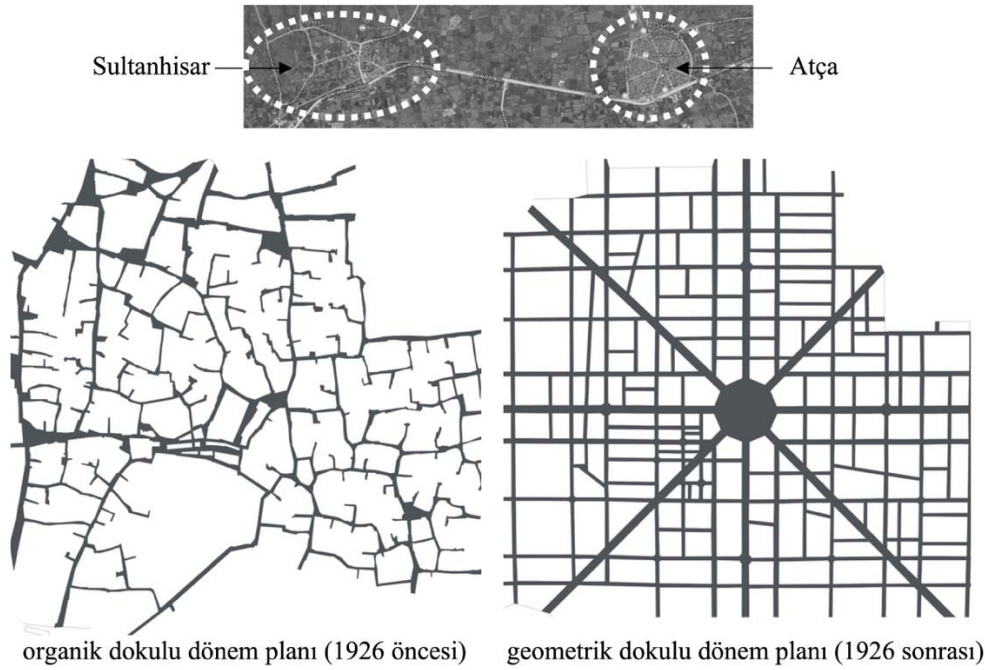 Sultanhisar
Atça
organik dokulu dönem planı (1926 öncesi)
geometrik dokulu dönem planı (1926 sonrası)